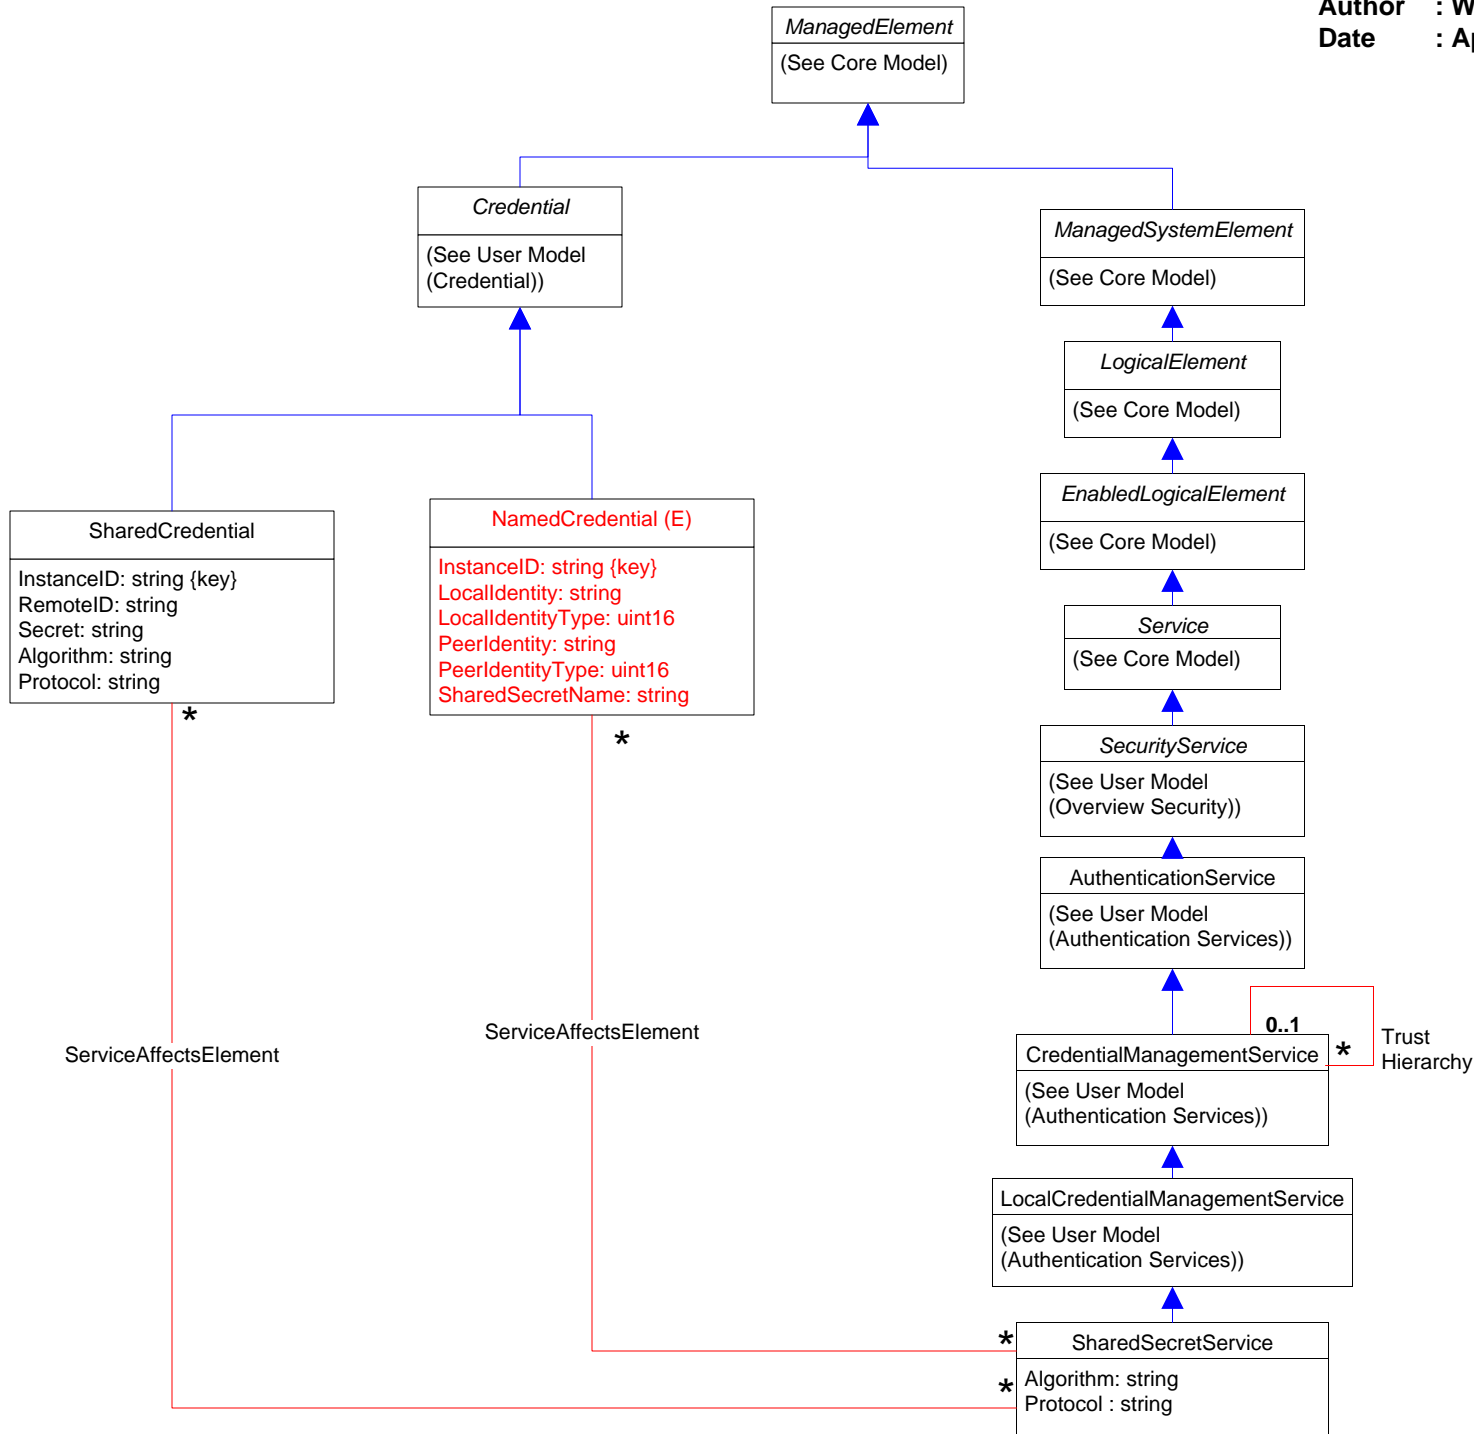 Author : W
Date : Ap
ManagedElement
(See Core Model)
Credential
(See User Model
(Credential))
ManagedSystemElement
(See Core Model)
LogicalElement
(See Core Model)
EnabledLogicalElement
(See Core Model)
SharedCredential
InstanceID: string {key}
RemoteID: string
Secret: string
Algorithm: string
Protocol: string
*
NamedCredential (E)
InstanceID: string {key}
LocalIdentity: string
LocalIdentityType: uint16
PeerIdentity: string
PeerIdentityType: uint16
SharedSecretName: string
*
Service
(See Core Model)
SecurityService
(See User Model
(Overview Security))
AuthenticationService
(See User Model
(Authentication Services))
ServiceAffectsElement
ServiceAffectsElement
0..1
*
Trust
Hierarchy
CredentialManagementService
(See User Model
(Authentication Services))
LocalCredentialManagementService
(See User Model
(Authentication Services))
*
*
SharedSecretService
Algorithm: string
Protocol : string